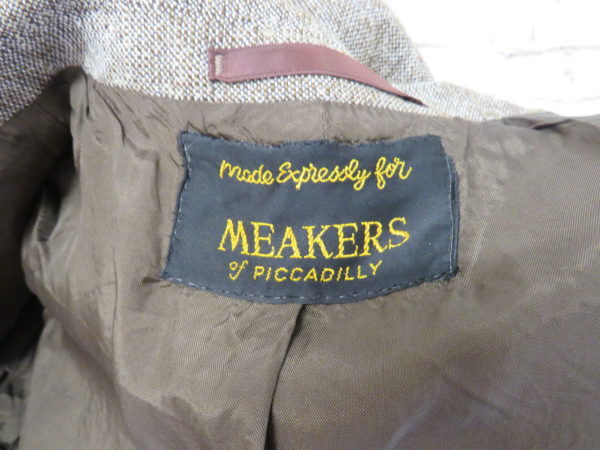 made Expressly for
MEAKERS
of PICCADILLY